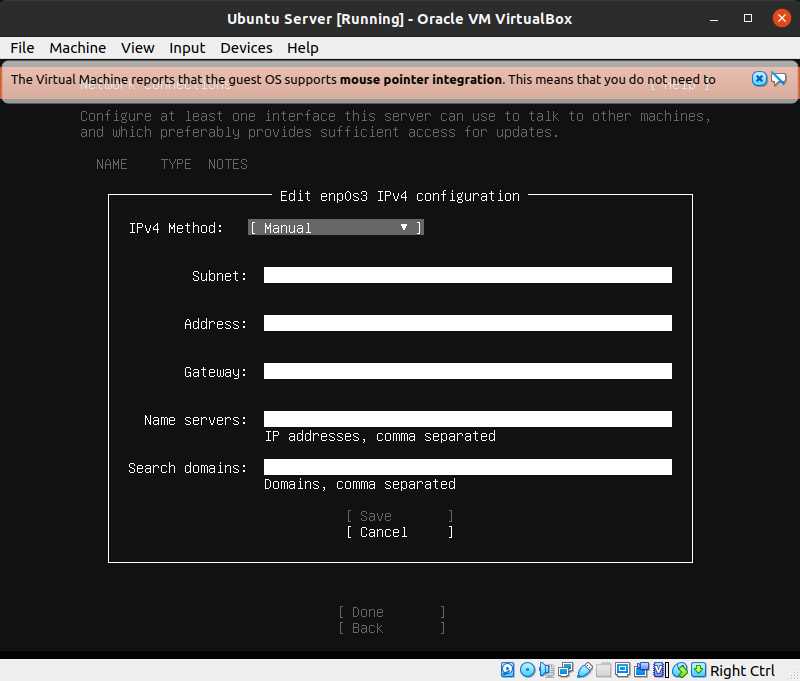 Ubuntu Server [Running] - Oracle VM VirtualBox
File Machine View Input Devices Help
The Virtual Machine reports that the guest OS supports mouse pointer integration. This means that you do not need to
Network connections [ Help ]
Configure at least one interface this server can use to talk to other machines,
and which preferably provides sufficient access for updates.
NAME TYPE NOTES
Edit enp0s3 IPv4 configuration
IPv4 Method: [ Manual ▼ ]
Subnet:
Address:
Gateway:
Name servers:
IP addresses, comma separated
Search domains:
Domains, comma separated
[ Save ]
[ Cancel ]
[ Done ]
[ Back ]
Right Ctrl